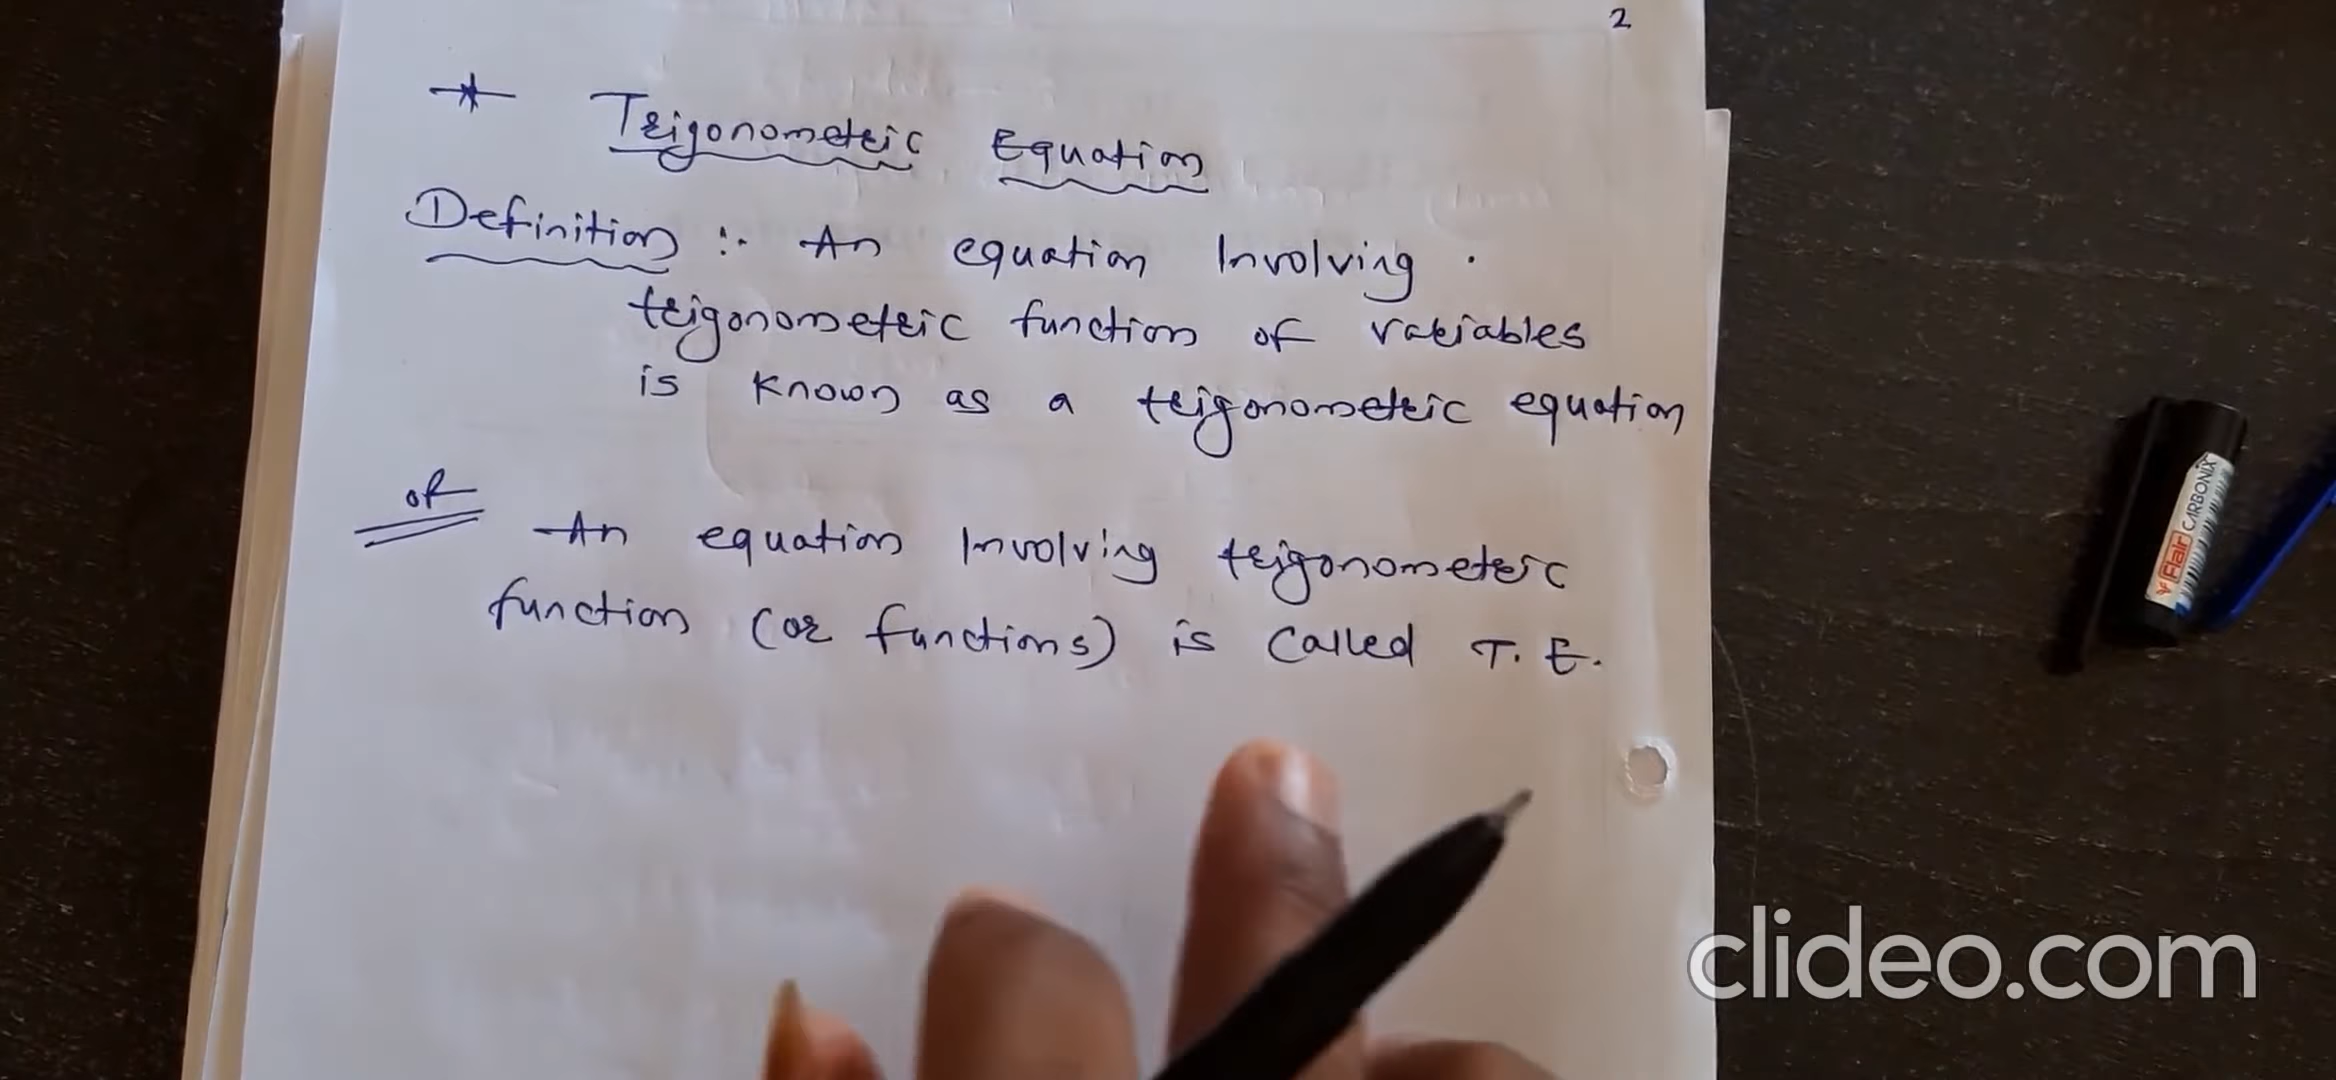 2
* Trigonometric Equation
Definition :- An equation Involving .
trigonometric function of variables
is known as a trigonometric equation
or
An equation Involving trigonometric
function (or functions) is called T. E.
Flair CARBONIX
clideo.com